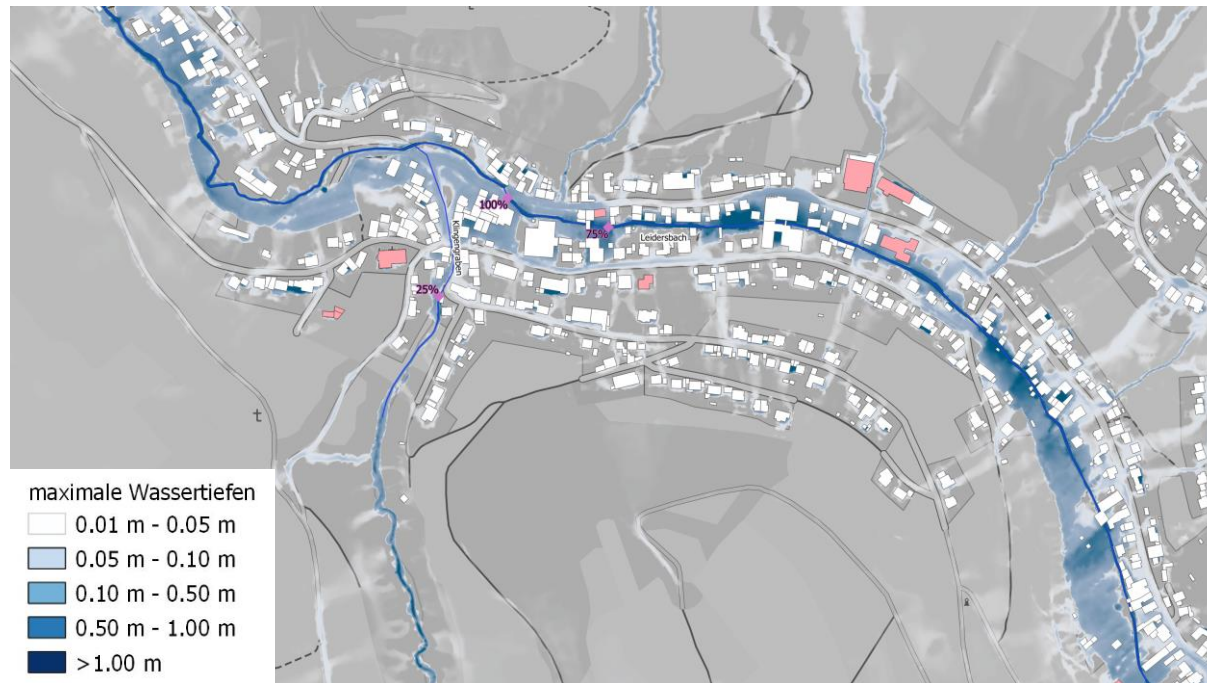 100%
75%
Leidersbach
Klingengraben
25%
maximale Wassertiefen
0.01 m - 0.05 m
0.05 m - 0.10 m
0.10 m - 0.50 m
0.50 m - 1.00 m
>1.00 m